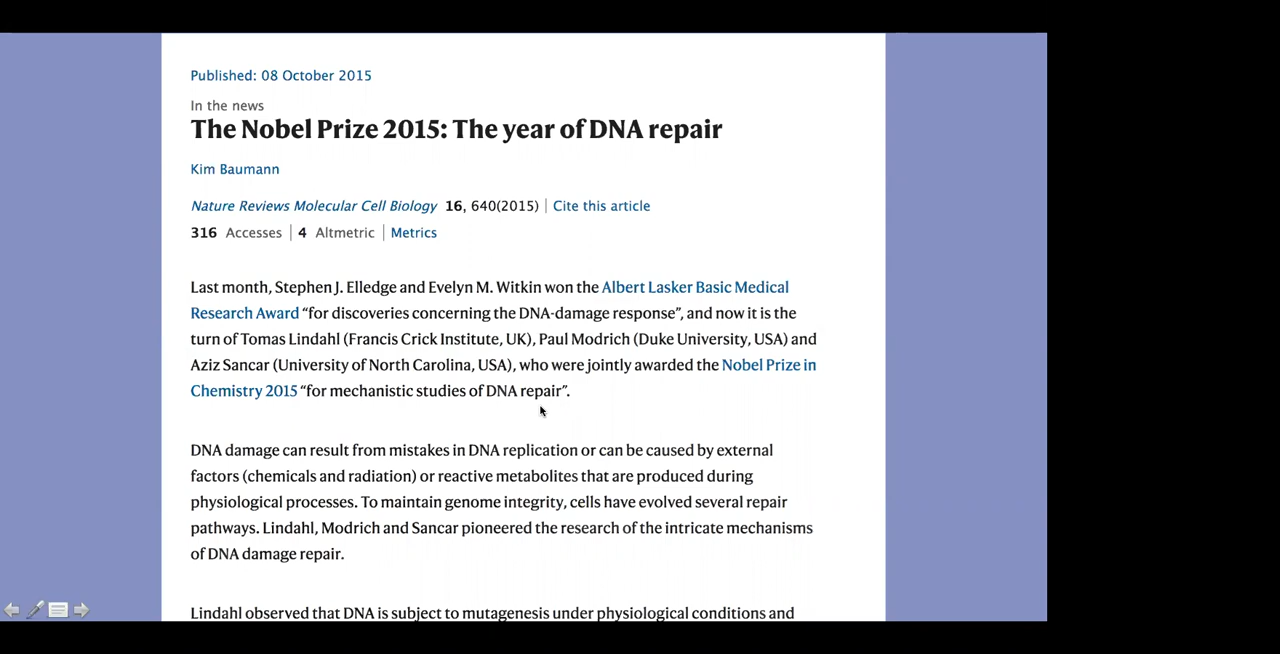 Published: 08 October 2015
In the news
The Nobel Prize 2015: The year of DNA repair
Kim Baumann
Nature Reviews Molecular Cell Biology 16, 640(2015) | Cite this article
316 Accesses | 4 Altmetric | Metrics
Last month, Stephen J. Elledge and Evelyn M. Witkin won the Albert Lasker Basic Medical
Research Award “for discoveries concerning the DNA-damage response”, and now it is the
turn of Tomas Lindahl (Francis Crick Institute, UK), Paul Modrich (Duke University, USA) and
Aziz Sancar (University of North Carolina, USA), who were jointly awarded the Nobel Prize in
Chemistry 2015 “for mechanistic studies of DNA repair”.
DNA damage can result from mistakes in DNA replication or can be caused by external
factors (chemicals and radiation) or reactive metabolites that are produced during
physiological processes. To maintain genome integrity, cells have evolved several repair
pathways. Lindahl, Modrich and Sancar pioneered the research of the intricate mechanisms
of DNA damage repair.
Lindahl observed that DNA is subject to mutagenesis under physiological conditions and